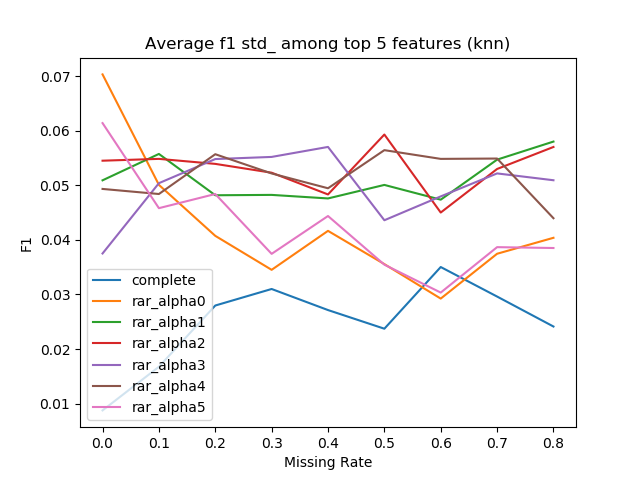 Average f1 std_ among top 5 features (knn)
0.07
0.06
0.05
0.04
0.03
0.02
0.01
F1
complete
rar_alpha0
rar_alpha1
rar_alpha2
rar_alpha3
rar_alpha4
rar_alpha5
0.0 0.1 0.2 0.3 0.4 0.5 0.6 0.7 0.8
Missing Rate